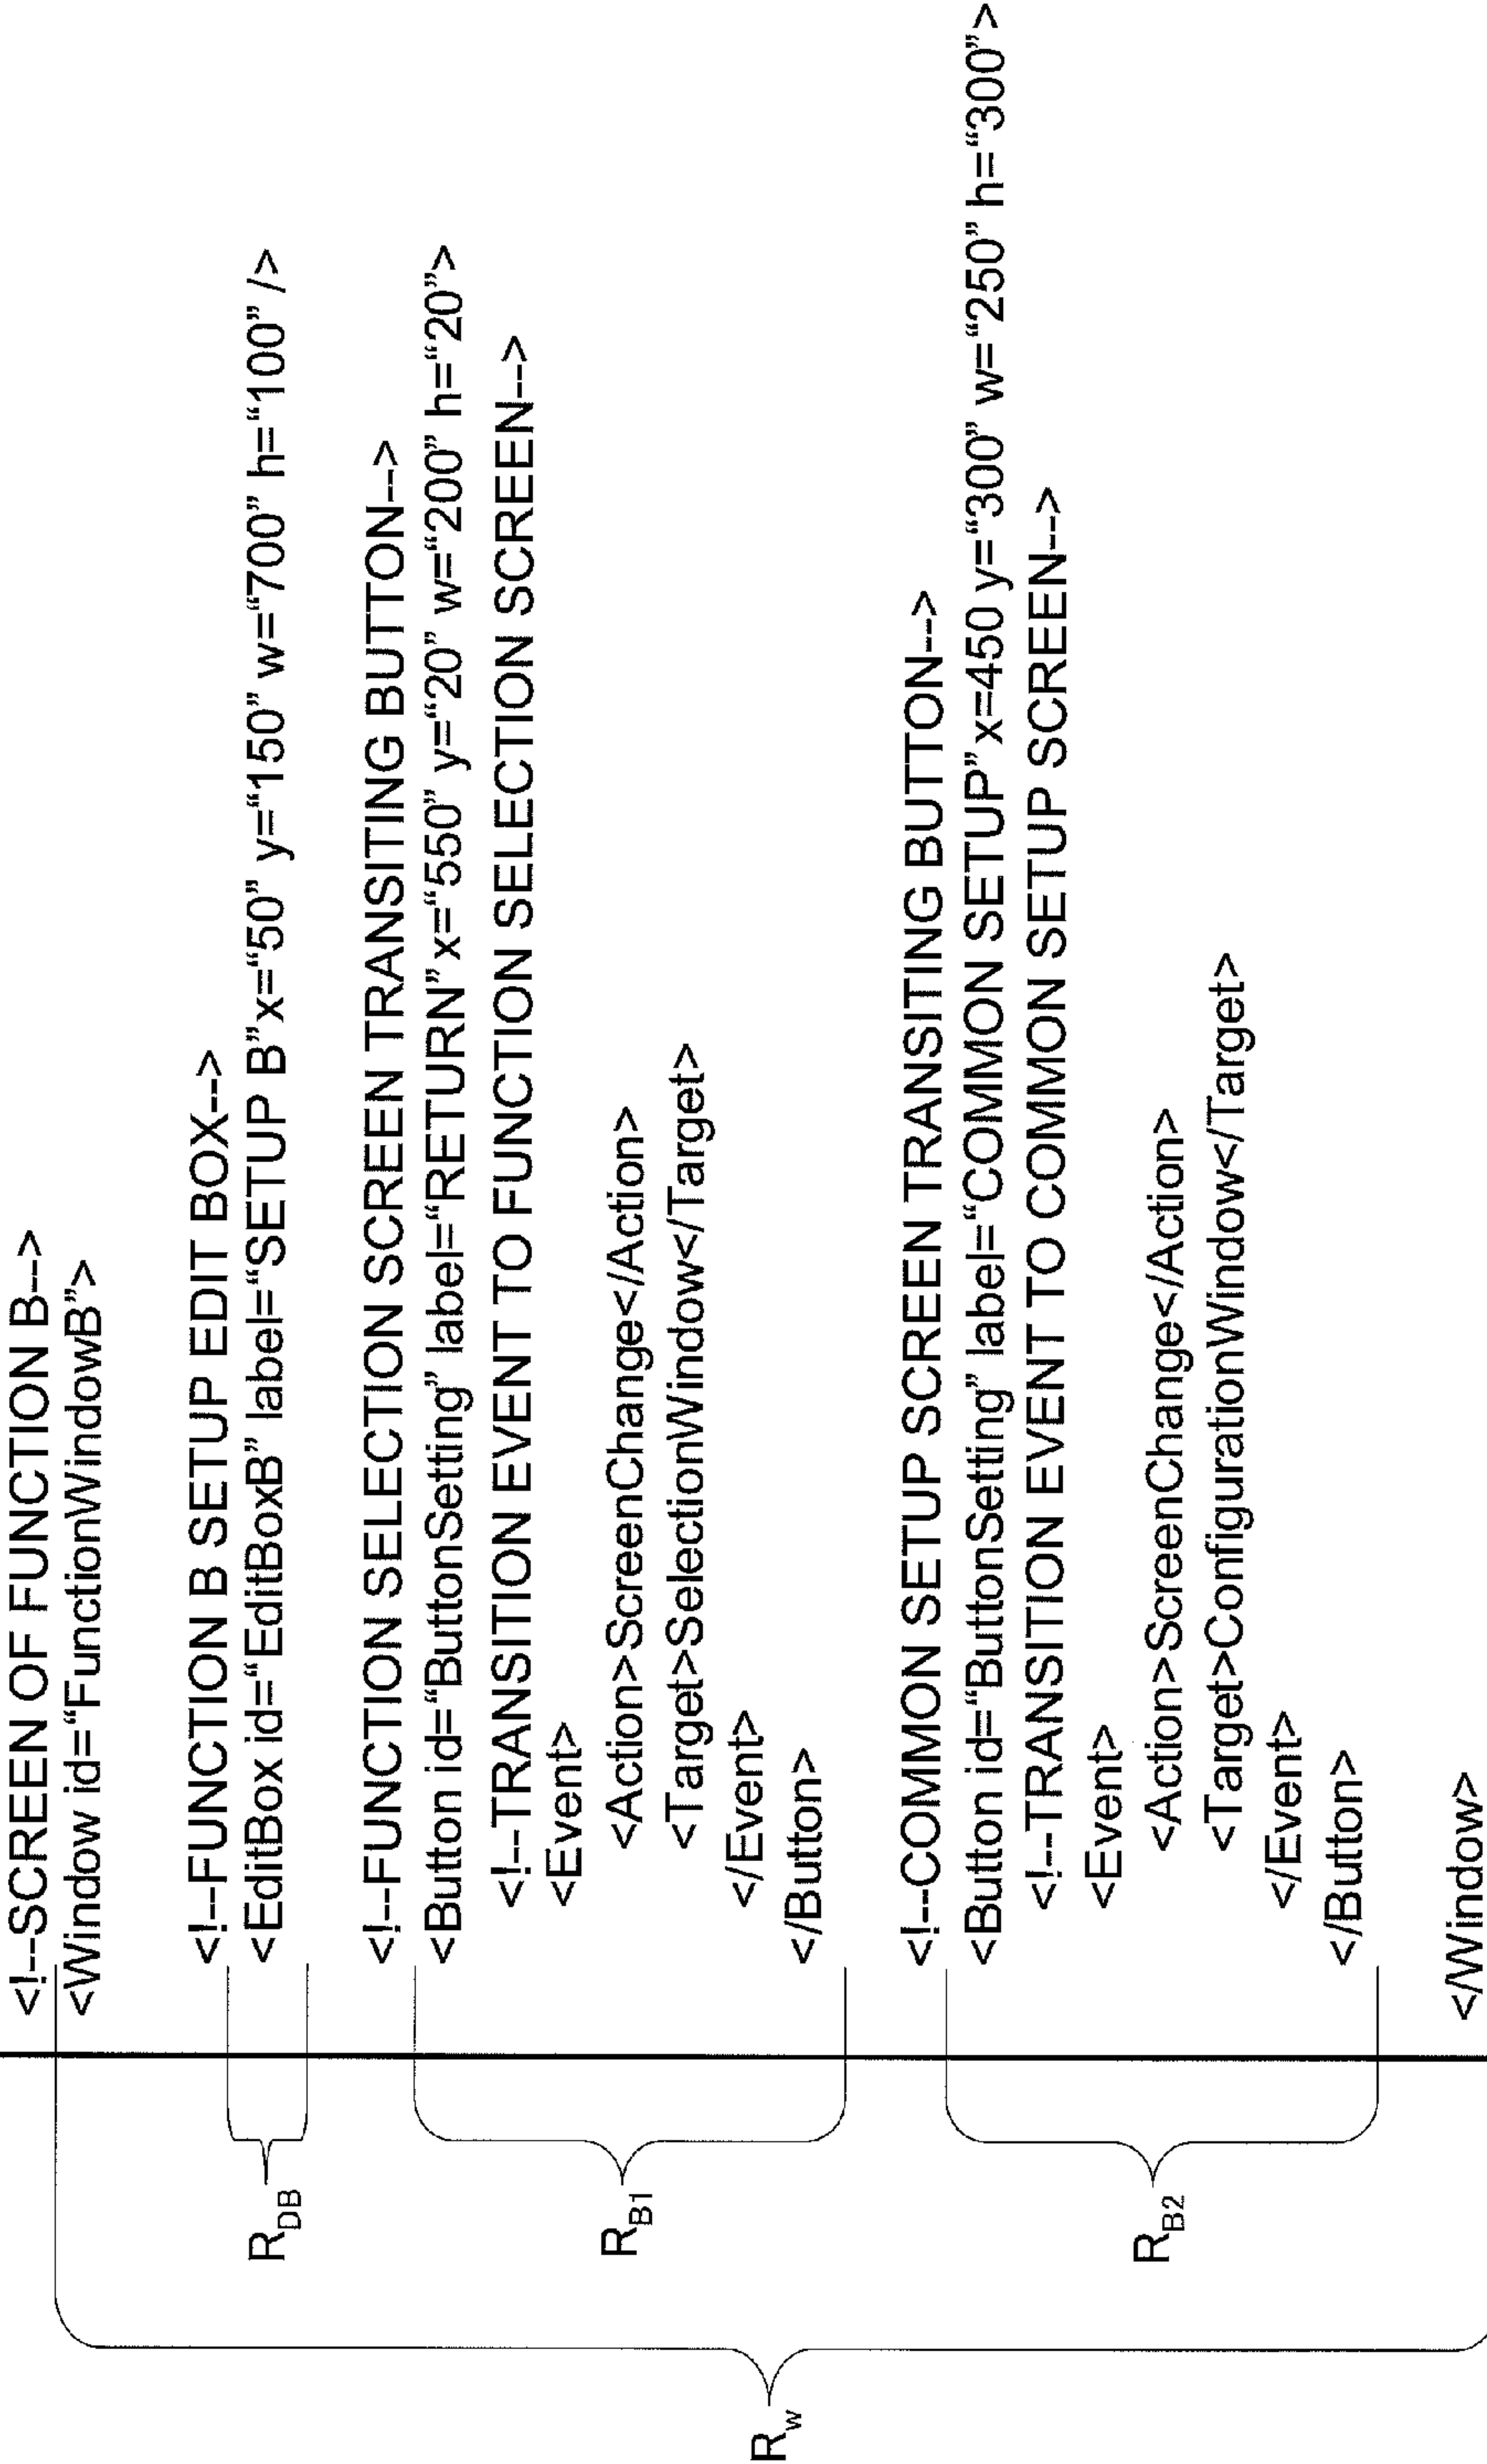 <!--SCREEN OF FUNCTION B-->
<Window id=“FunctionWindowB”>
<!--FUNCTION B SETUP EDIT BOX-->
<EditBox id=“EditBoxB” label=“SETUP B”x=“50” y=“150” w=“700” h=“100” />
<!--FUNCTION SELECTION SCREEN TRANSITING BUTTON-->
<Button id=“ButtonSetting” label=“RETURN”x=“550” y=“20” w=“200” h=“20”>
<!--TRANSITION EVENT TO FUNCTION SELECTION SCREEN-->
<Event>
<Action>ScreenChange</Action>
<Target>SelectionWindow</Target>
</Event>
</Button>
<!--COMMON SETUP SCREEN TRANSITING BUTTON-->
<Button id=“ButtonSetting” label=“COMMON SETUP”x=450 y=“300” w=“250” h=“300”>
<!--TRANSITION EVENT TO COMMON SETUP SCREEN-->
<Event>
<Action>ScreenChange</Action>
<Target>ConfigurationWindow</Target>
</Event>
</Button>
</Window>
RDB
RB1
RB2
Rw